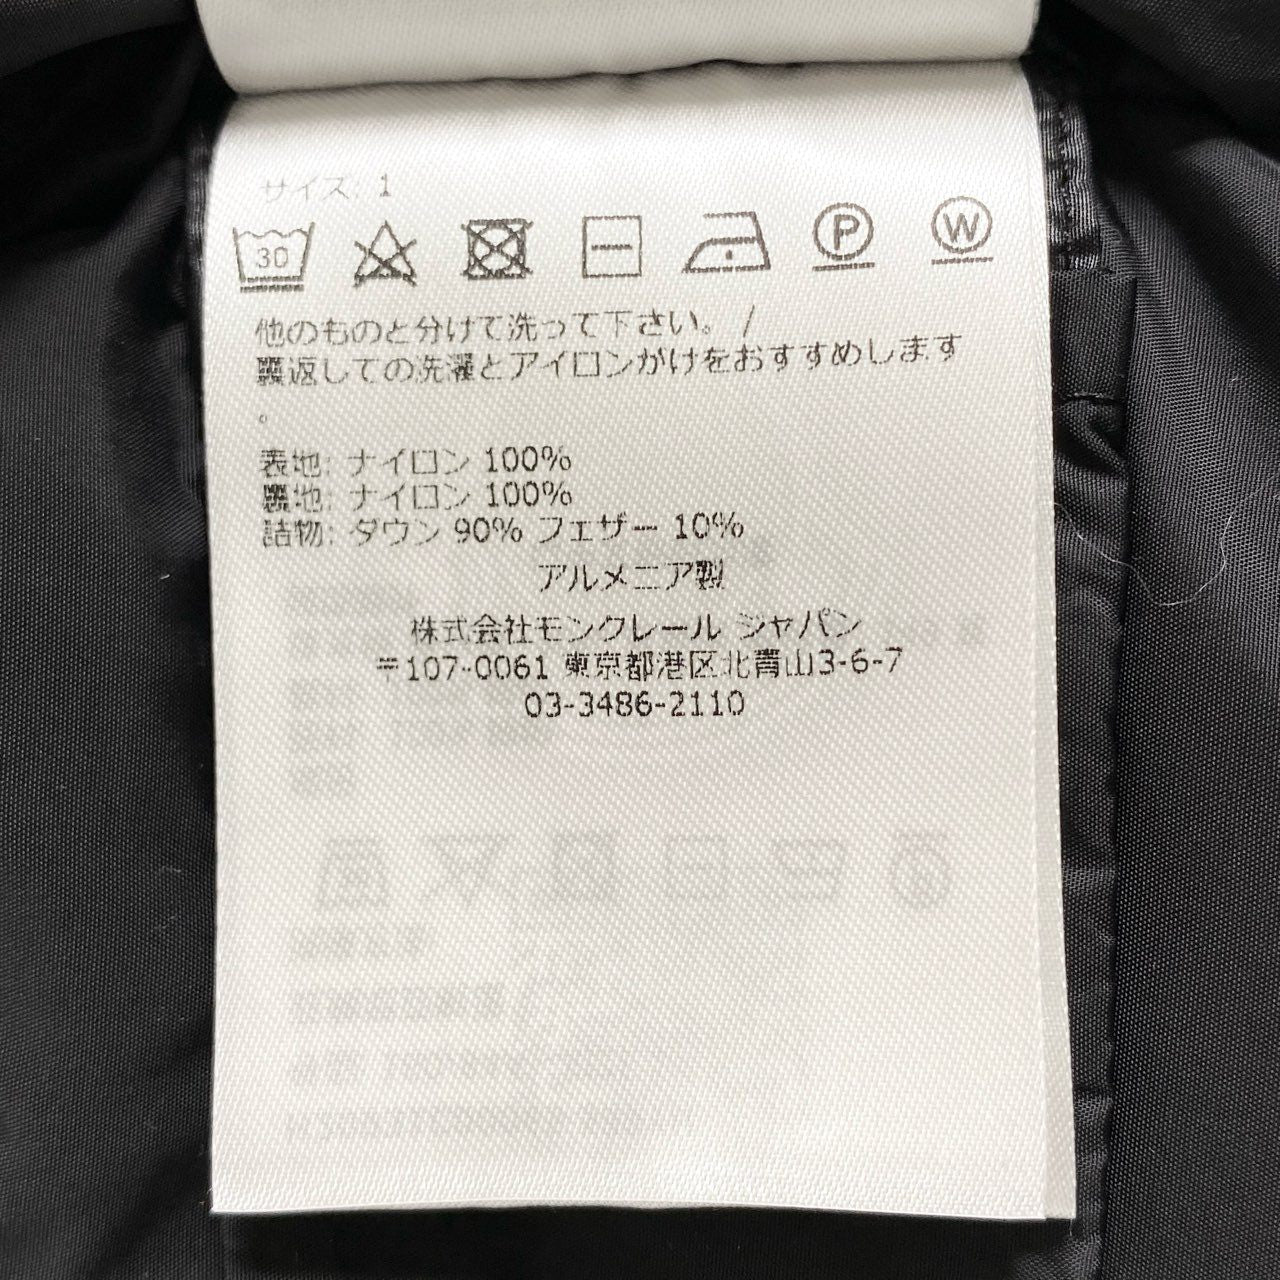 サイズ: 1
30
P W
他のものと分けて洗って下さい。 /
裏返しての洗濯とアイロンがけをおすすめします
。
表地: ナイロン 100%
裏地: ナイロン 100%
詰物: ダウン 90% フェザー 10%
アルメニア製
株式会社モンクレール ジャパン
〒107-0061 東京都港区北青山3-6-7
03-3486-2110